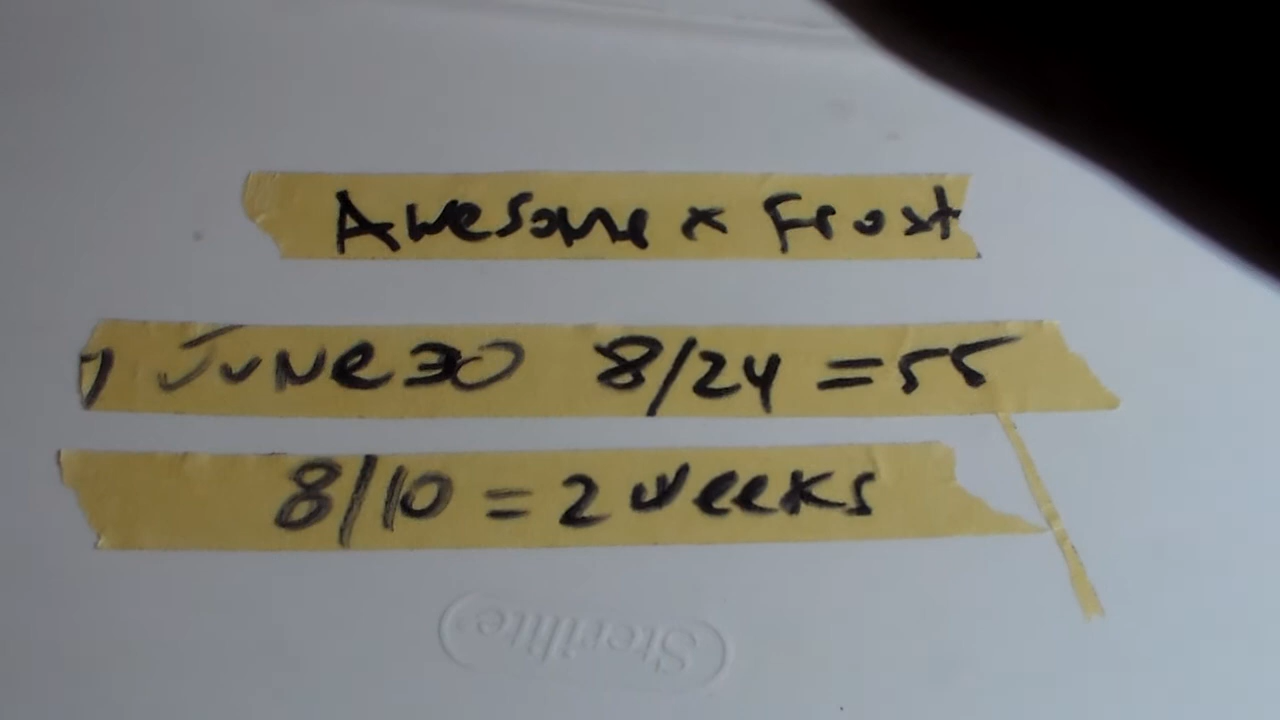 Awesome x Frost
June 30 8/24 = 55
8/10 = 2 weeks
Sterilite